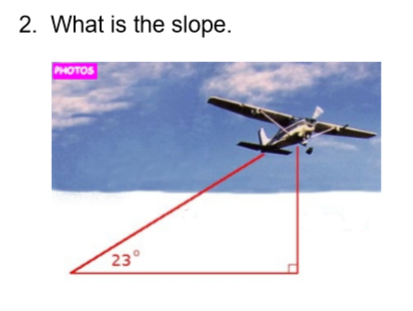 2. What is the slope.
PHOTOS
23°